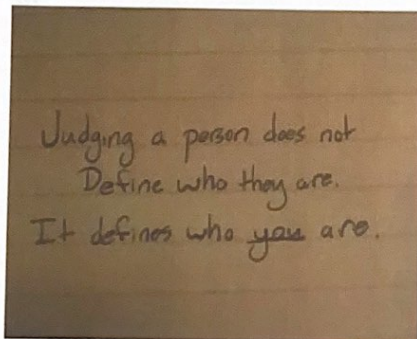 Judging a person does not
Define who they are.
It defines who you are.